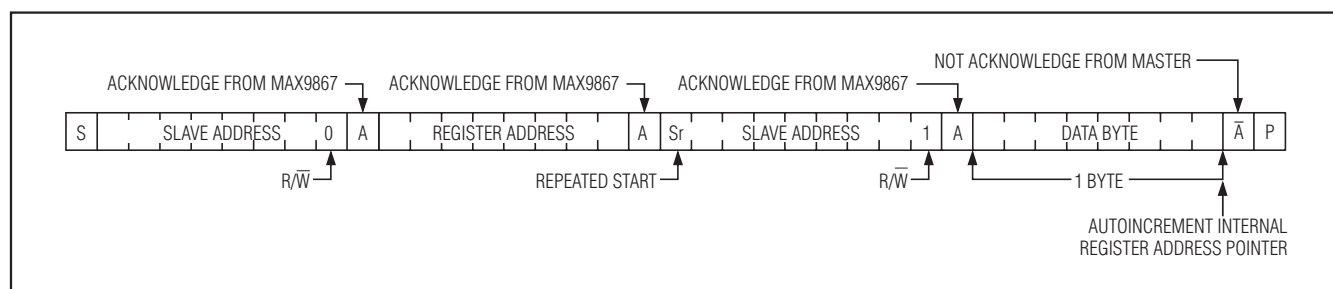 NOT ACKNOWLEDGE FROM MASTER
ACKNOWLEDGE FROM MAX9867 ACKNOWLEDGE FROM MAX9867 ACKNOWLEDGE FROM MAX9867
S SLAVE ADDRESS 0 A REGISTER ADDRESS A Sr SLAVE ADDRESS 1 A DATA BYTE A̅ P
R/W̅ REPEATED START R/W̅ 1 BYTE
AUTOINCREMENT INTERNAL
REGISTER ADDRESS POINTER